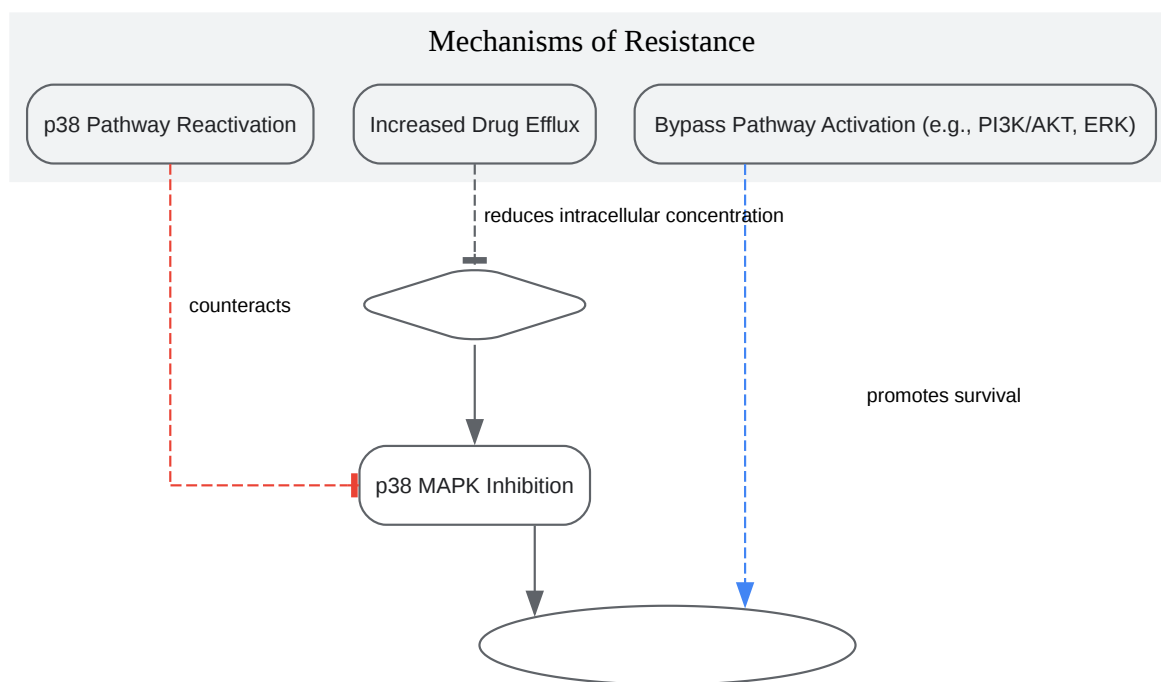 Mechanisms of Resistance
p38 Pathway Reactivation
Increased Drug Efflux
Bypass Pathway Activation (e.g., PI3K/AKT, ERK)
reduces intracellular concentration
counteracts
promotes survival
p38 MAPK Inhibition